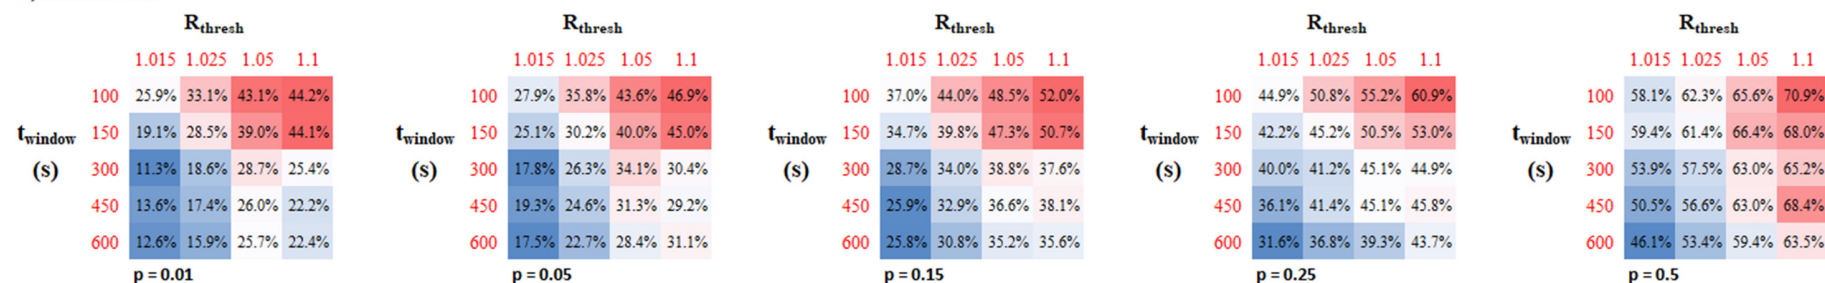 R_thresh R_thresh R_thresh R_thresh R_thresh
1.015 1.025 1.05 1.1 1.015 1.025 1.05 1.1 1.015 1.025 1.05 1.1 1.015 1.025 1.05 1.1 1.015 1.025 1.05 1.1
100 25.9% 33.1% 43.1% 44.2% 100 27.9% 35.8% 43.6% 46.9% 100 37.0% 44.0% 48.5% 52.0% 100 44.9% 50.8% 55.2% 60.9% 100 58.1% 62.3% 65.6% 70.9%
t_window 150 19.1% 28.5% 39.0% 44.1% t_window 150 25.1% 30.2% 40.0% 45.0% t_window 150 34.7% 39.8% 47.3% 50.7% t_window 150 42.2% 45.2% 50.5% 53.0% t_window 150 59.4% 61.4% 66.4% 68.0%
(s) 300 11.3% 18.6% 28.7% 25.4% (s) 300 17.8% 26.3% 34.1% 30.4% (s) 300 28.7% 34.0% 38.8% 37.6% (s) 300 40.0% 41.2% 45.1% 44.9% (s) 300 53.9% 57.5% 63.0% 65.2%
450 13.6% 17.4% 26.0% 22.2% 450 19.3% 24.6% 31.3% 29.2% 450 25.9% 32.9% 36.6% 38.1% 450 36.1% 41.4% 45.1% 45.8% 450 50.5% 56.6% 63.0% 68.4%
600 12.6% 15.9% 25.7% 22.4% 600 17.5% 22.7% 28.4% 31.1% 600 25.8% 30.8% 35.2% 35.6% 600 31.6% 36.8% 39.3% 43.7% 600 46.1% 53.4% 59.4% 63.5%
p = 0.01 p = 0.05 p = 0.15 p = 0.25 p = 0.5